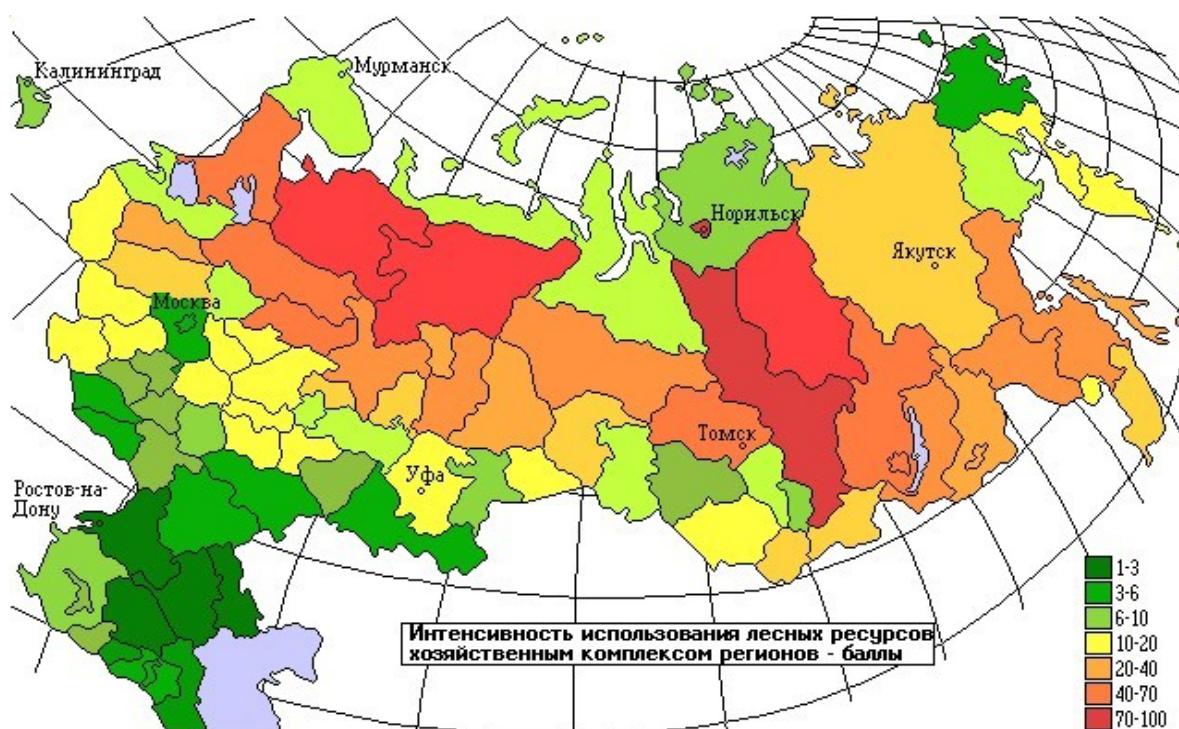 Калининград
Мурманск
Норильск
Якутск
Москва
Томск
Уфа
Ростов-на-
Дону
1-3
3-6
6-10
10-20
20-40
40-70
70-100
Интенсивность использования лесных ресурсов
хозяйственным комплексом регионов - баллы